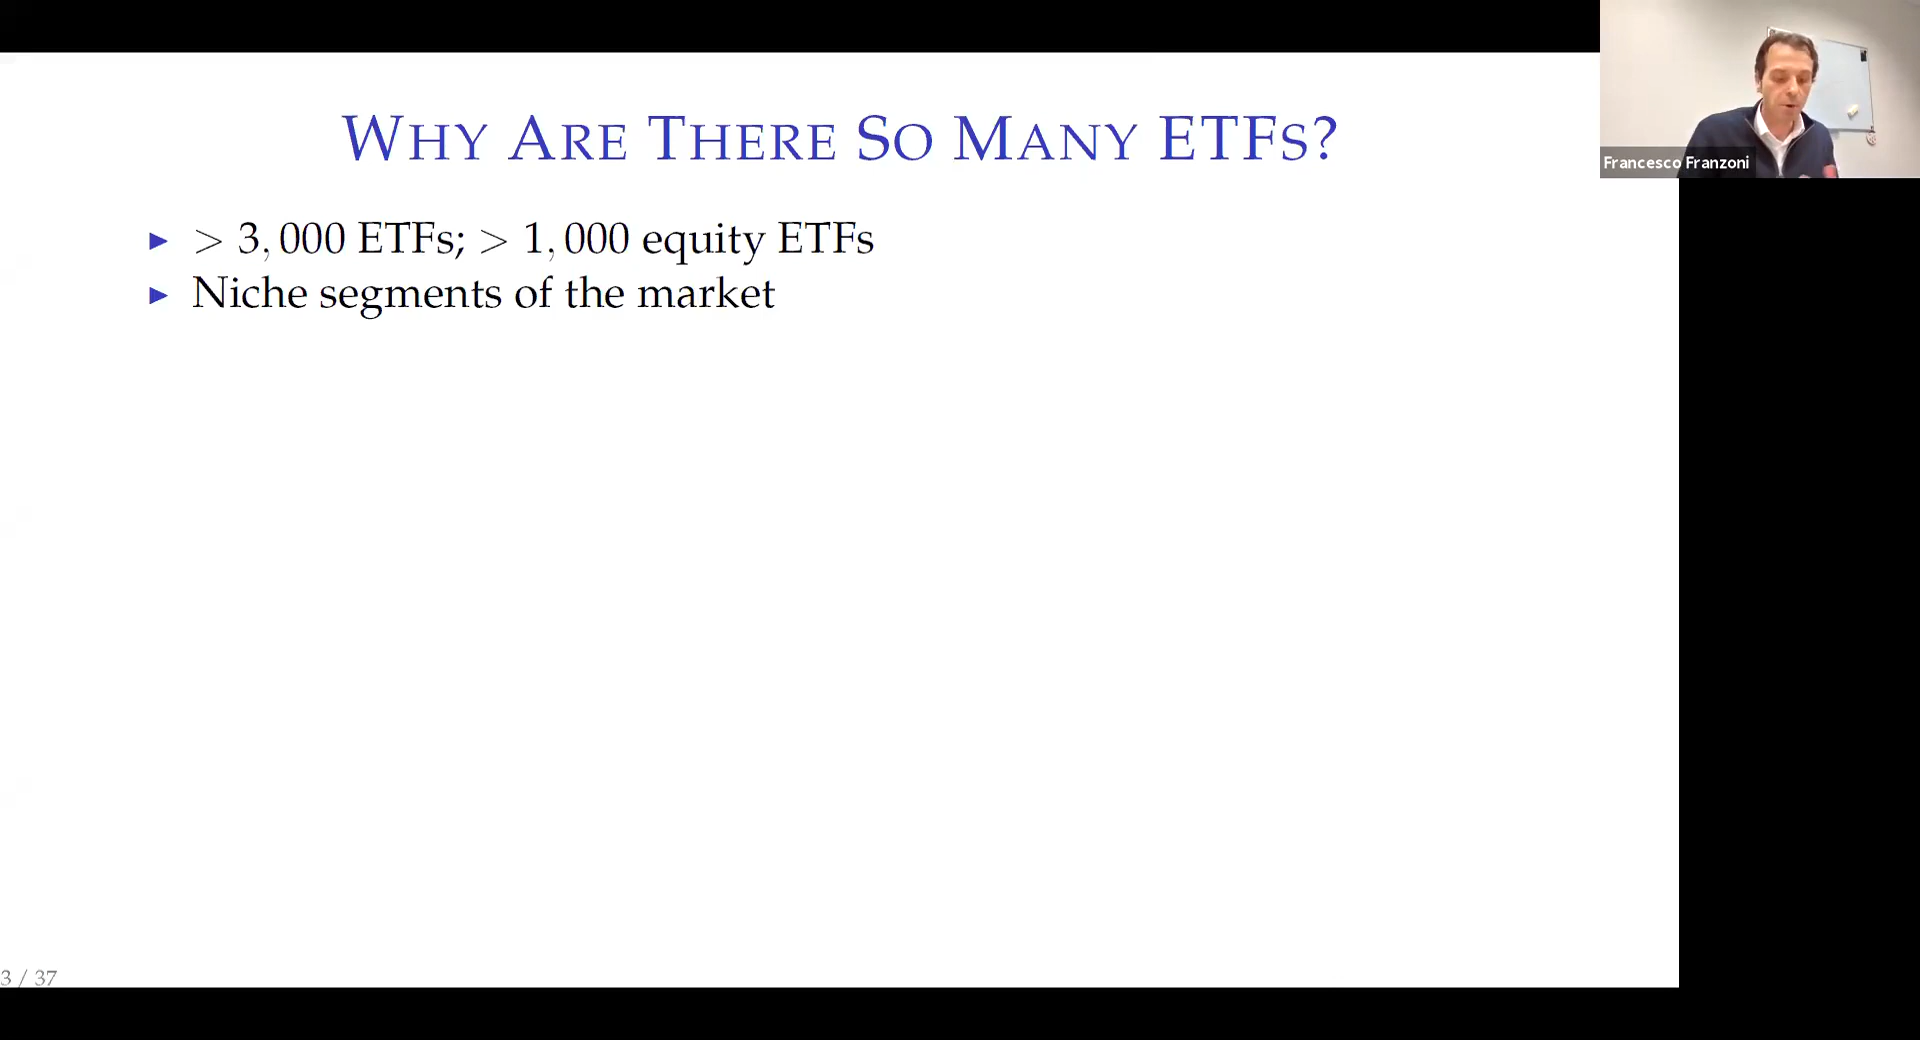 WHY ARE THERE SO MANY ETFS?
Francesco Franzoni
▶ > 3,000 ETFs; > 1,000 equity ETFs
▶ Niche segments of the market
3 / 37